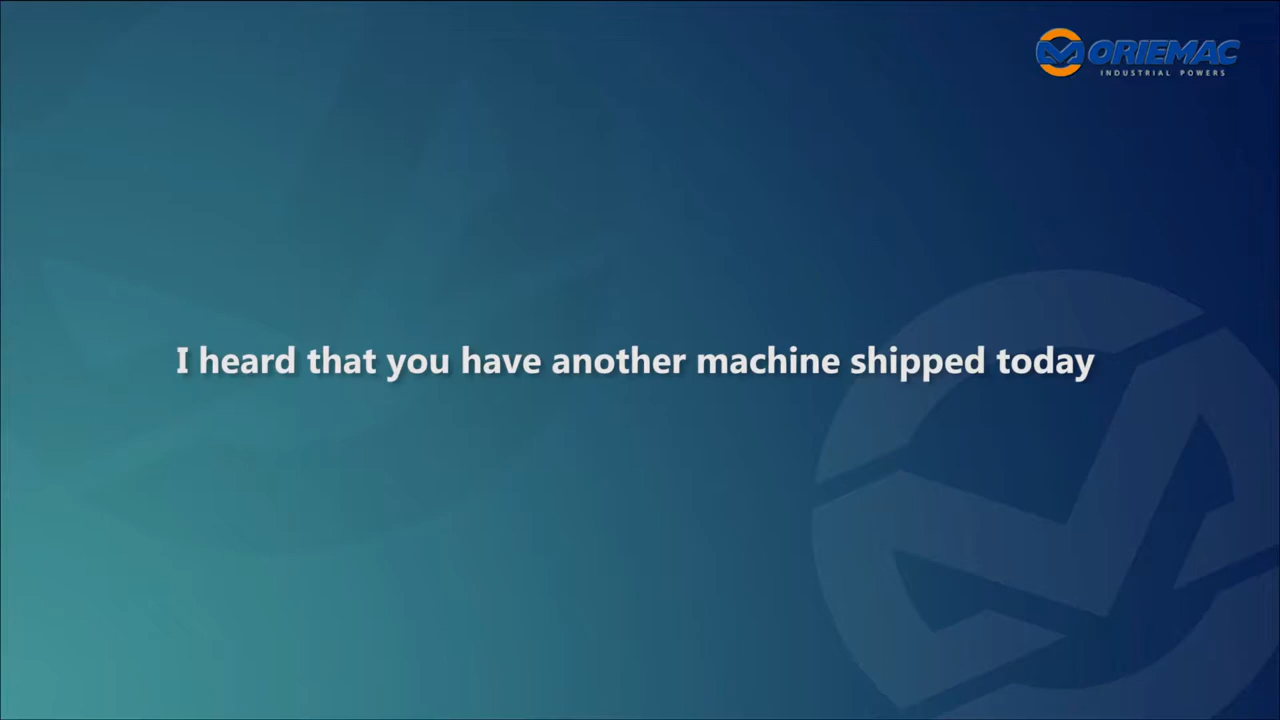 ORIEMAC
INDUSTRIAL POWERS
I heard that you have another machine shipped today